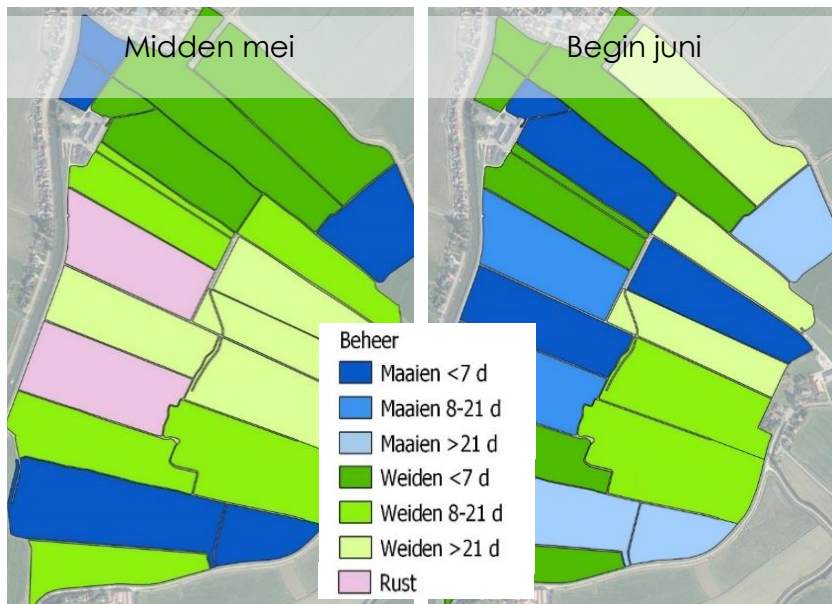 Midden mei
Begin juni
Beheer
Maaien <7 d
Maaien 8-21 d
Maaien >21 d
Weiden <7 d
Weiden 8-21 d
Weiden >21 d
Rust